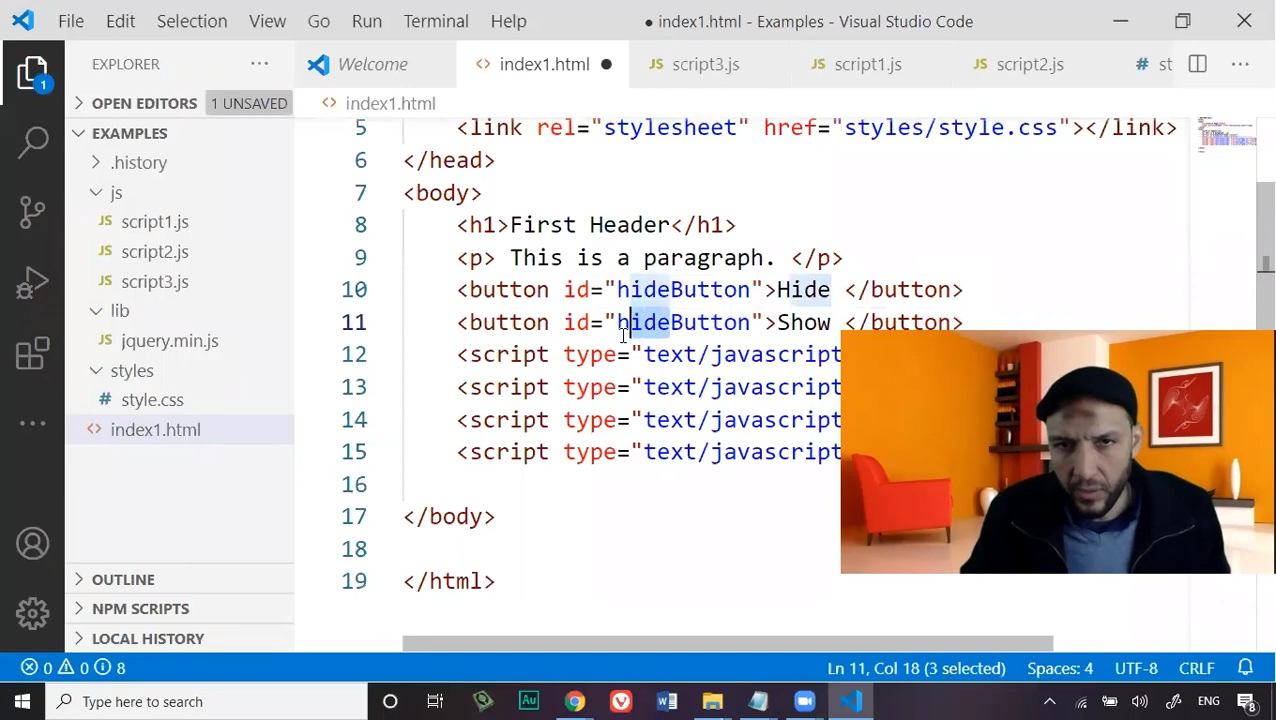 File Edit Selection View Go Run Terminal Help ● index1.html - Examples - Visual Studio Code
EXPLORER
Welcome
<> index1.html ●
script3.js
script1.js
script2.js
# st
OPEN EDITORS 1 UNSAVED
<> index1.html
EXAMPLES
.history
js
script1.js
script2.js
script3.js
lib
jquery.min.js
styles
# style.css
<> index1.html
OUTLINE
NPM SCRIPTS
LOCAL HISTORY
1
5 <link rel="stylesheet" href="styles/style.css"></link>
6 </head>
7 <body>
8 <h1>First Header</h1>
9 <p> This is a paragraph. </p>
10 <button id="hideButton">Hide </button>
11 <button id="hideButton">Show </button>
12 <script type="text/javascript
13 <script type="text/javascript
14 <script type="text/javascript
15 <script type="text/javascript
16
17 </body>
18
19 </html>
0 0 8 Ln 11, Col 18 (3 selected) Spaces: 4 UTF-8 CRLF
Type here to search Au W ENG 8